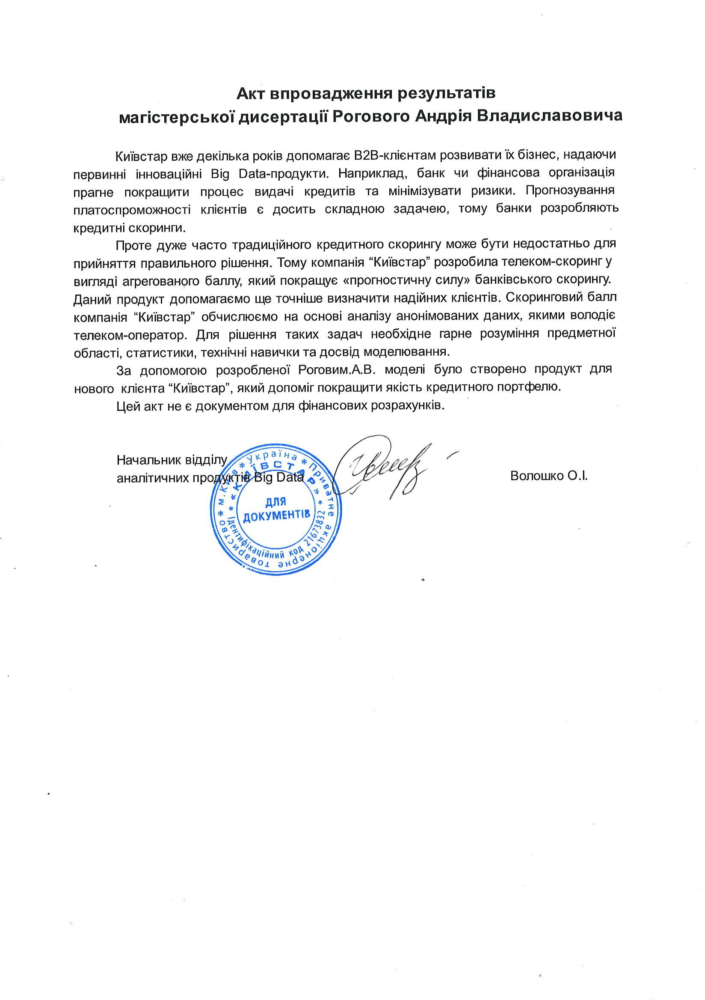 Акт впровадження результатів
магістерської дисертації Рогового Андрія Владиславовича
Київстар вже декілька років допомагає B2B-клієнтам розвивати їх бізнес, надаючи
первинні інноваційні Big Data-продукти. Наприклад, банк чи фінансова організація
прагне покращити процес видачі кредитів та мінімізувати ризики. Прогнозування
платоспроможності клієнтів є досить складною задачею, тому банки розробляють
кредитні скоринги.
Проте дуже часто традиційного кредитного скорингу може бути недостатньо для
прийняття правильного рішення. Тому компанія “Київстар” розробила телеком-скоринг у
вигляді агрегованого баллу, який покращує «прогностичну силу» банківського скорингу.
Даний продукт допомагаємо ще точніше визначити надійних клієнтів. Скоринговий балл
компанія “Київстар” обчислюємо на основі аналізу анонімованих даних, якими володіє
телеком-оператор. Для рішення таких задач необхідне гарне розуміння предметної
області, статистики, технічні навички та досвід моделювання.
За допомогою розробленої Роговим.А.В. моделі було створено продукт для
нового клієнта “Київстар”, який допоміг покращити якість кредитного портфелю.
Цей акт не є документом для фінансових розрахунків.
Начальник відділу
аналітичних продуктів Big Data
Волошко О.І.
м.Київ * Україна * Приватне акціонерне товариство *
«КИЇВСТАР» * Ідентифікаційний код 21673832 *
ДЛЯ
ДОКУМЕНТІВ